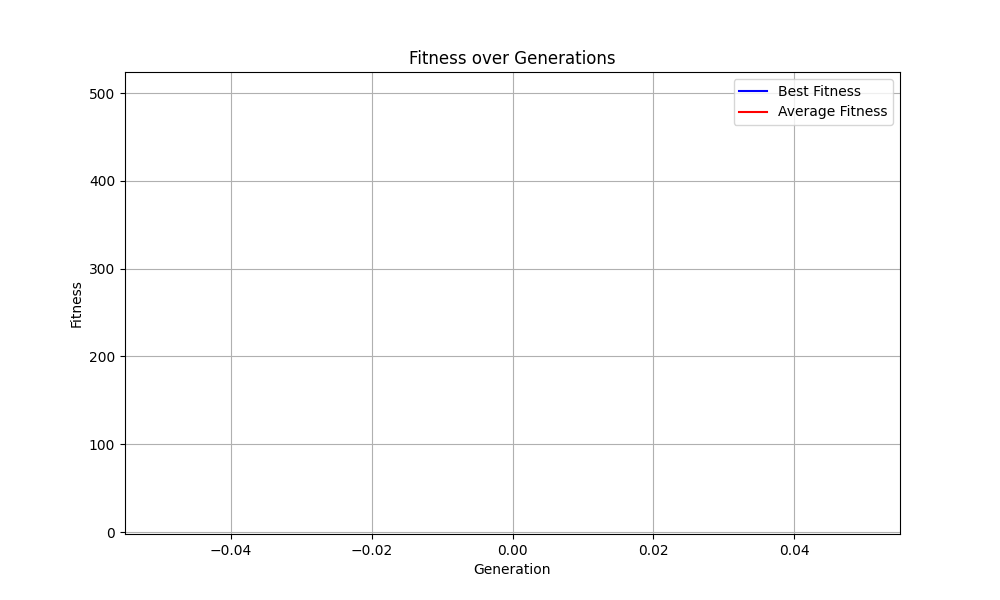 Fitness over Generations
Best Fitness
Average Fitness
500
400
300
200
100
0
Fitness
−0.04
−0.02
0.00
0.02
0.04
Generation